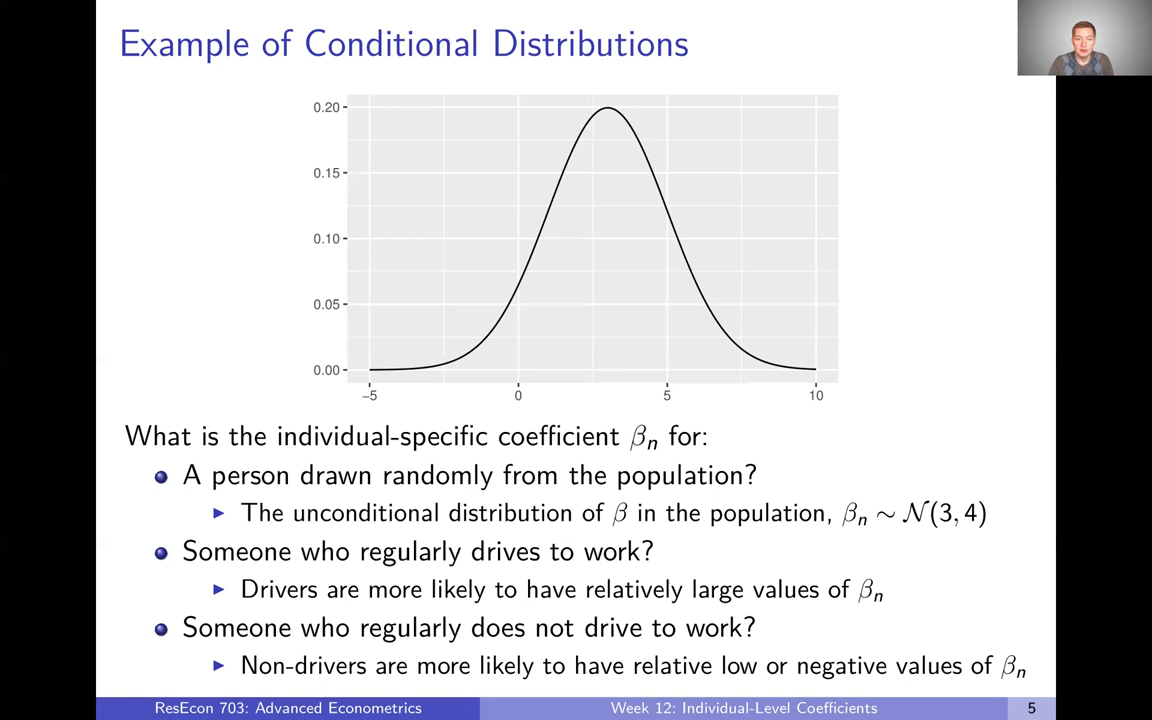 Example of Conditional Distributions
0.20
0.15
0.10
0.05
0.00
−5 0 5 10
What is the individual-specific coefficient βn for:
A person drawn randomly from the population?
The unconditional distribution of β in the population, βn ∼ N(3, 4)
Someone who regularly drives to work?
Drivers are more likely to have relatively large values of βn
Someone who regularly does not drive to work?
Non-drivers are more likely to have relative low or negative values of βn
ResEcon 703: Advanced Econometrics Week 12: Individual-Level Coefficients 5